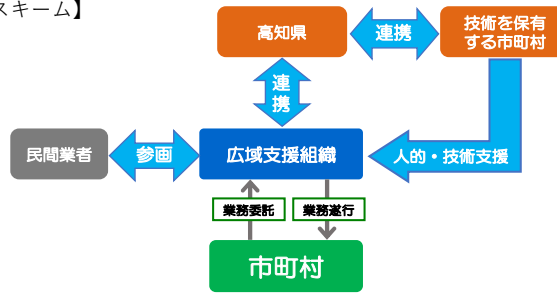 スキーム】
高知県
連携
技術を保有
する市町村
連
携
民間業者
参画
広域支援組織
人的・技術支援
業務委託
業務遂行
市町村